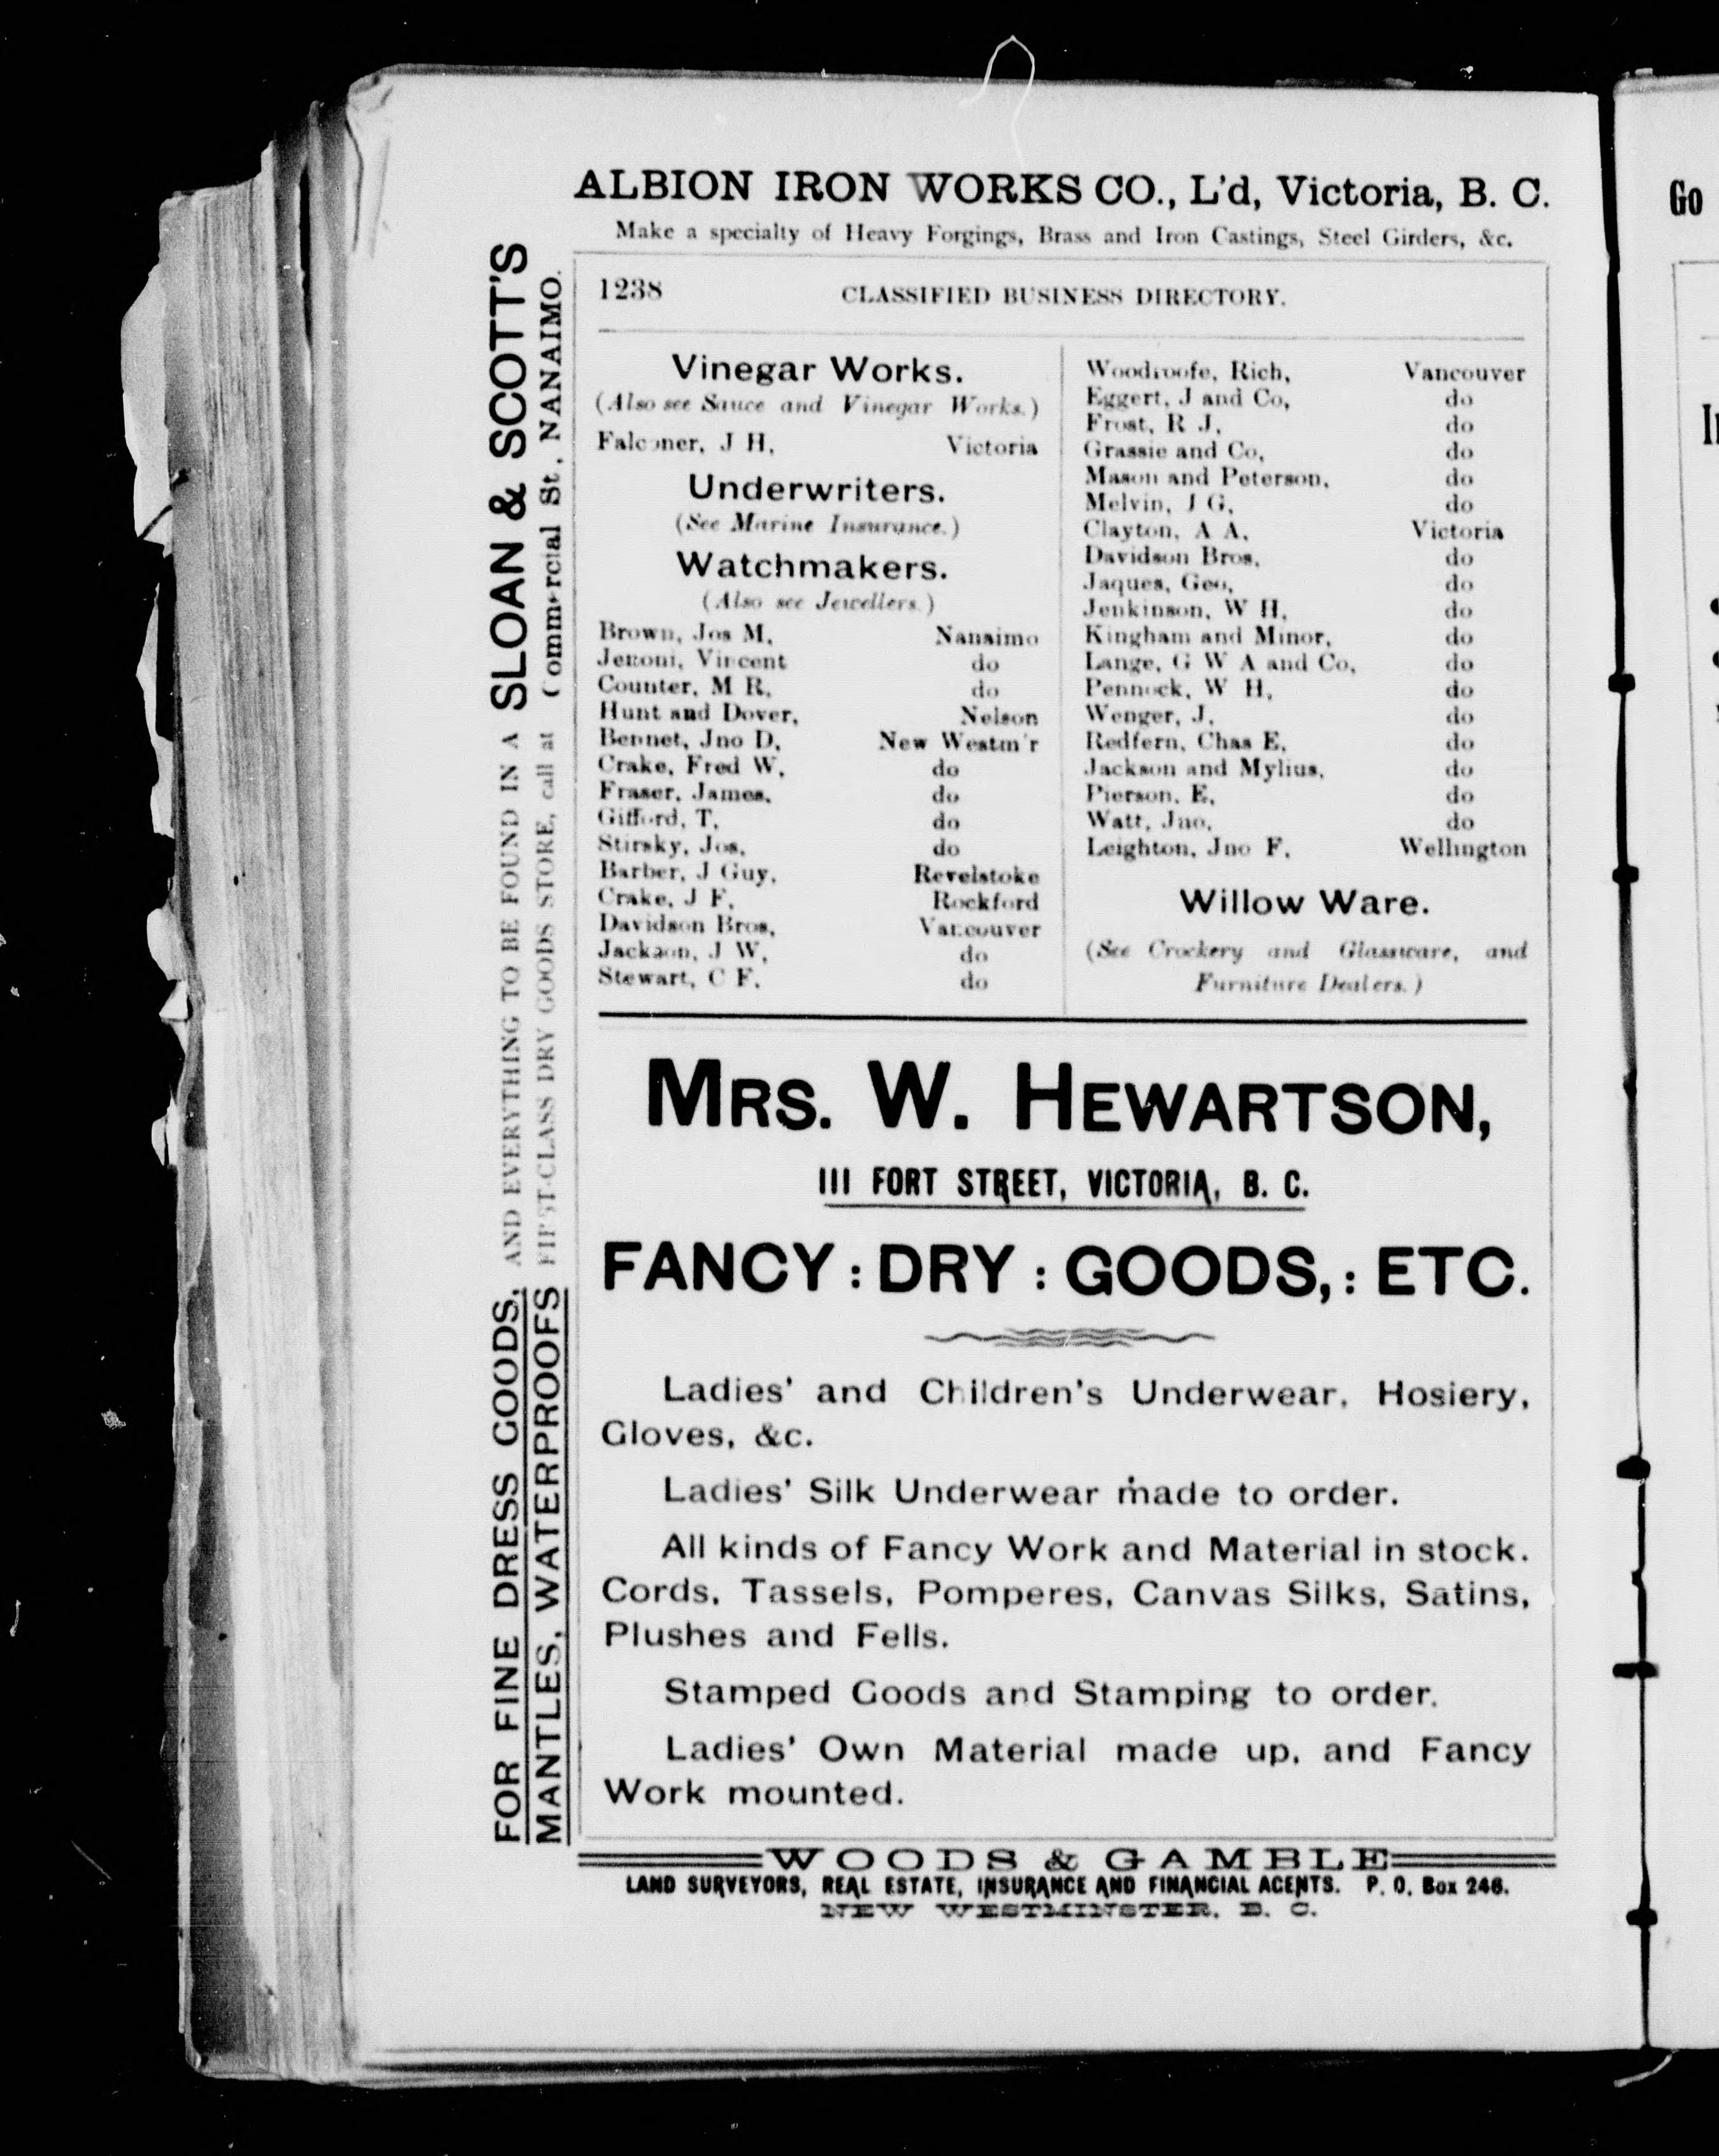 ALBION IRON WORKS CO., L'd, Victoria, B. C.
Make a specialty of Heavy Forgings, Brass and Iron Castings, Steel Girders, &c.
1238 CLASSIFIED BUSINESS DIRECTORY.
Vinegar Works.
(Also see Sauce and Vinegar Works.)
Falconer, J H, Victoria
Underwriters.
(See Marine Insurance.)
Watchmakers.
(Also see Jewellers.)
Brown, Jos M, Nanaimo
Jeroni, Vincent do
Counter, M R, do
Hunt and Dover, Nelson
Bennet, Jno D, New Westm'r
Crake, Fred W, do
Fraser, James, do
Gifford, T, do
Stirsky, Jos, do
Barber, J Guy, Revelstoke
Crake, J F, Rockford
Davidson Bros, Vancouver
Jackson, J W, do
Stewart, C F, do
Woodroofe, Rich, Vancouver
Eggert, J and Co, do
Frost, R J, do
Grassie and Co, do
Mason and Peterson, do
Melvin, J G, do
Clayton, A A, Victoria
Davidson Bros, do
Jaques, Geo, do
Jenkinson, W H, do
Kingham and Minor, do
Lange, G W A and Co, do
Pennock, W H, do
Wenger, J, do
Redfern, Chas E, do
Jackson and Mylius, do
Pierson, E, do
Watt, Jno, do
Leighton, Jno F, Wellington
Willow Ware.
(See Crockery and Glassware, and
Furniture Dealers.)
MRS. W. HEWARTSON,
111 FORT STREET, VICTORIA, B. C.
FANCY : DRY : GOODS, : ETC.
Ladies' and Children's Underwear, Hosiery,
Gloves, &c.
Ladies' Silk Underwear made to order.
All kinds of Fancy Work and Material in stock.
Cords, Tassels, Pomperes, Canvas Silks, Satins,
Plushes and Fells.
Stamped Goods and Stamping to order.
Ladies' Own Material made up, and Fancy
Work mounted.
WOODS & GAMBLE
LAND SURVEYORS, REAL ESTATE, INSURANCE AND FINANCIAL AGENTS. P. O. Box 246.
NEW WESTMINSTER, B. C.
FOR FINE DRESS GOODS, AND EVERYTHING TO BE FOUND IN A SLOAN & SCOTT'S
MANTLES, WATERPROOFS FIRST-CLASS DRY GOODS STORE, call at Commercial St., NANAIMO.
Go